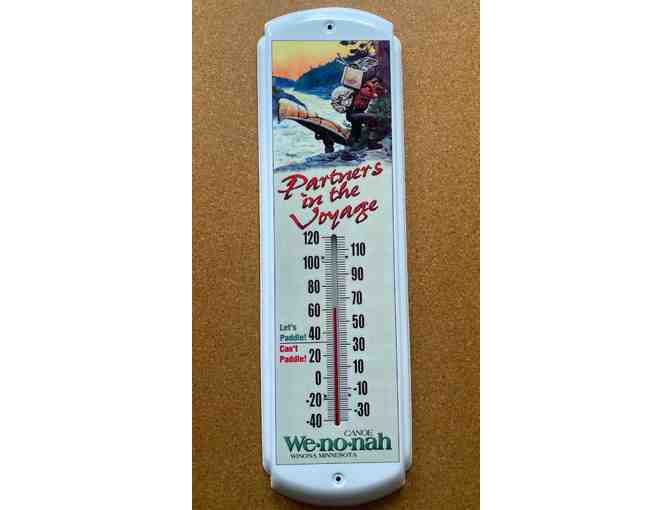 Partners
in the
Voyage
120
110
100
90
80
70
60
50
Let's
Paddle!
40
30
Can't
Paddle!
20
10
0
-10
-20
-30
-40
CANOE
We·no·nah
WINONA MINNESOTA